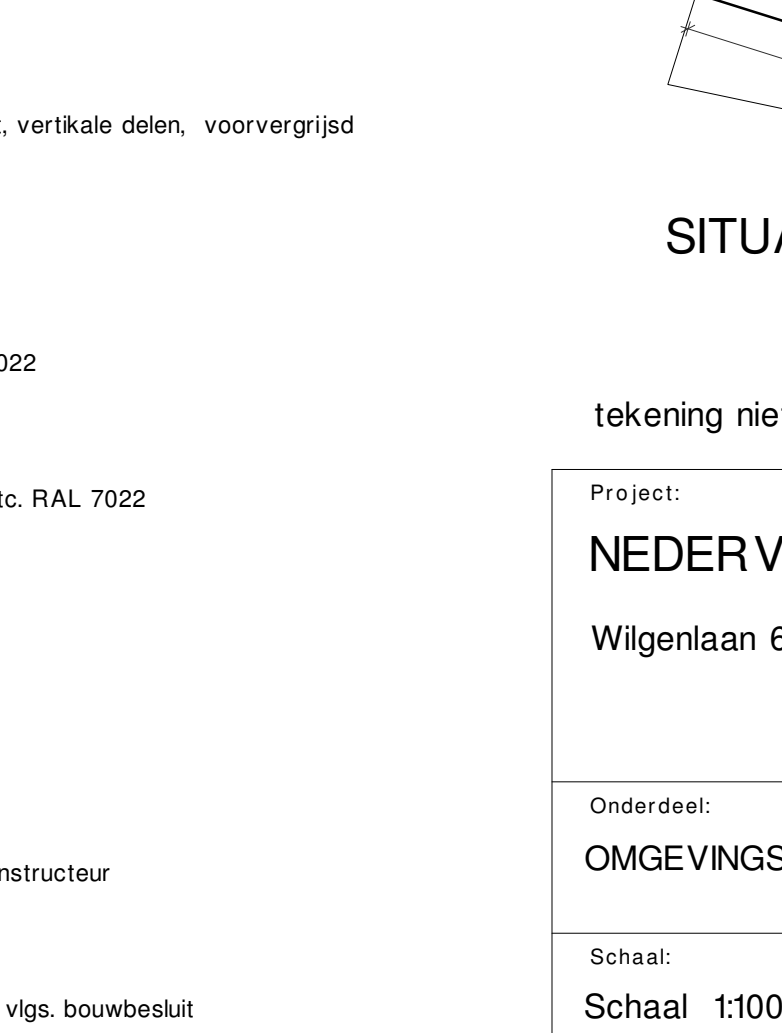 , vertikale delen, voorvergrijsd
022
tc. RAL 7022
nstructeur
vlgs. bouwbesluit
SITUA
tekening nie
Project:
NEDERV
Wilgenlaan 6
Onderdeel:
OMGEVINGS
Schaal:
Schaal 1:100